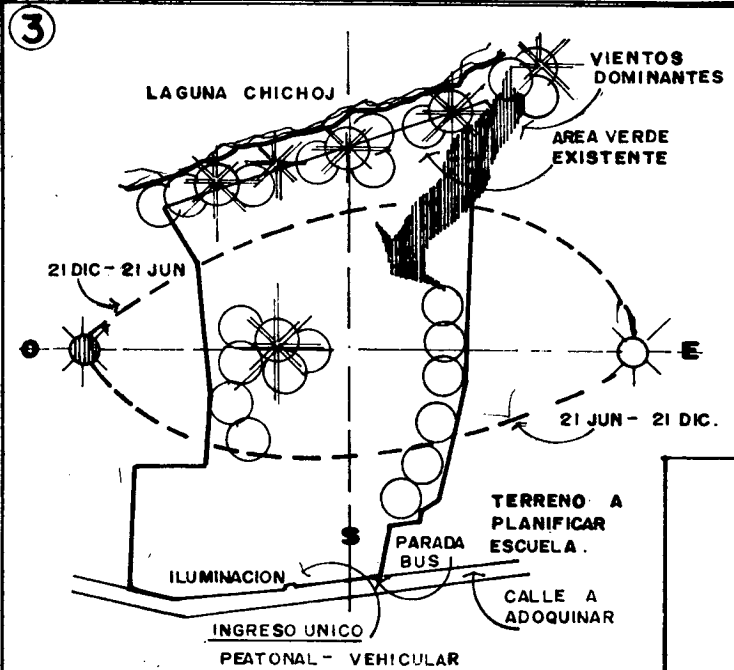 3
VIENTOS
DOMINANTES
LAGUNA CHICHOJ
AREA VERDE
EXISTENTE
21 DIC - 21 JUN
O
E
21 JUN - 21 DIC.
TERRENO A
PLANIFICAR
ESCUELA.
S
PARADA
BUS
ILUMINACION
CALLE A
ADOQUINAR
INGRESO UNICO
PEATONAL - VEHICULAR